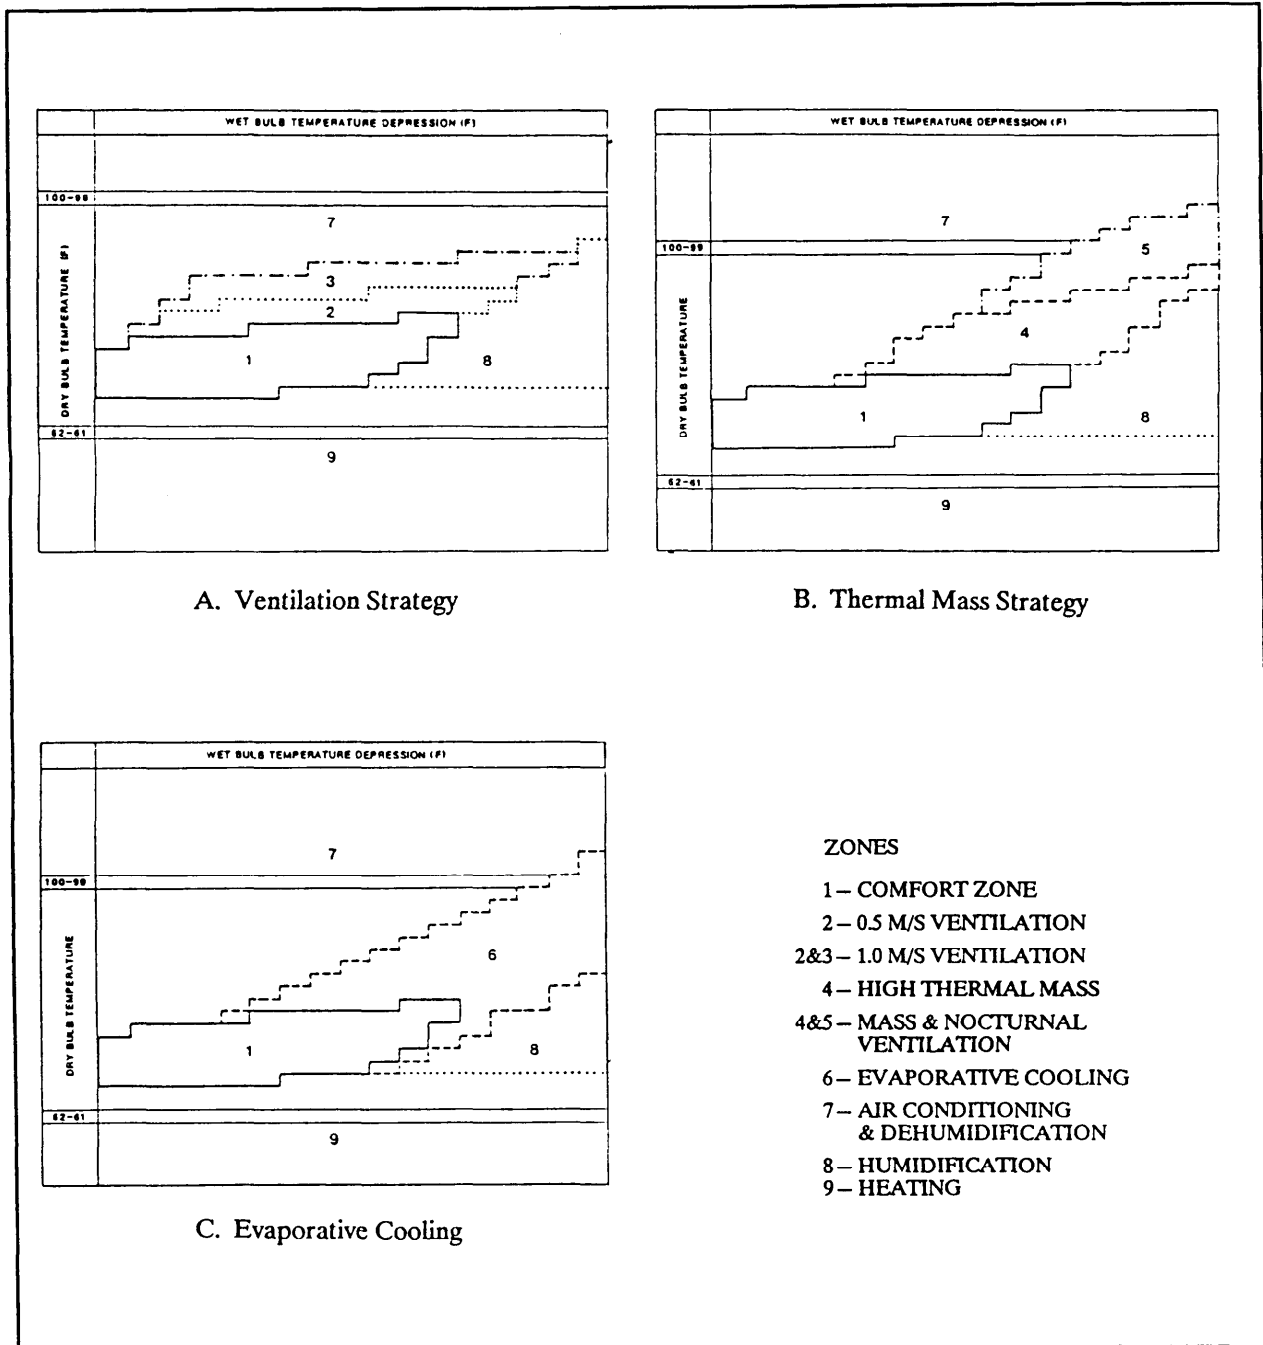 WET BULB TEMPERATURE DEPRESSION (F)
100-99
DRY BULB TEMPERATURE (F)
7
3
2
1
8
62-61
9
A. Ventilation Strategy
WET BULB TEMPERATURE DEPRESSION (F)
7
100-99
5
DRY BULB TEMPERATURE
4
1
8
62-61
9
B. Thermal Mass Strategy
WET BULB TEMPERATURE DEPRESSION (F)
7
100-99
DRY BULB TEMPERATURE
6
1
8
62-61
9
C. Evaporative Cooling
ZONES
1 – COMFORT ZONE
2 – 0.5 M/S VENTILATION
2&3 – 1.0 M/S VENTILATION
4 – HIGH THERMAL MASS
4&5 – MASS & NOCTURNAL
VENTILATION
6 – EVAPORATIVE COOLING
7 – AIR CONDITIONING
& DEHUMIDIFICATION
8 – HUMIDIFICATION
9 – HEATING